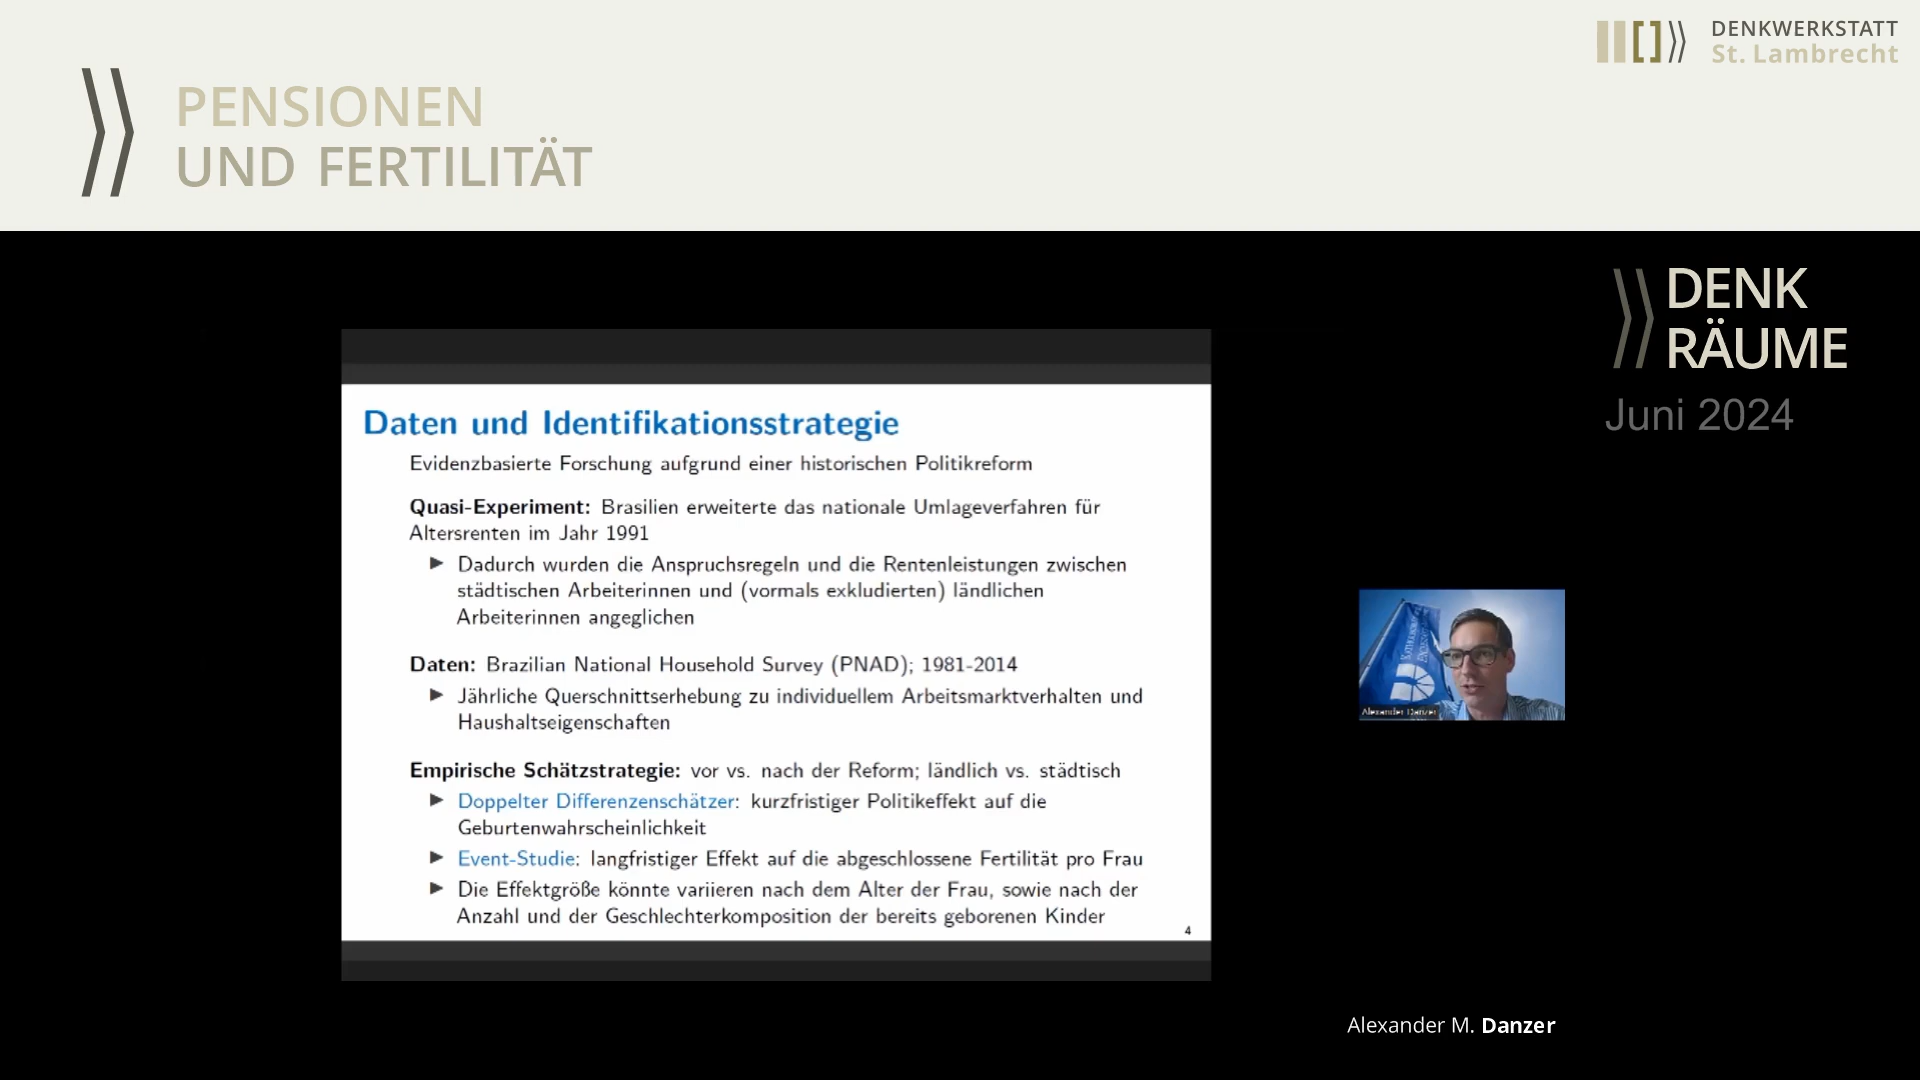 DENKWERKSTATT
St. Lambrecht
PENSIONEN
UND FERTILITÄT
DENK
RÄUME
Juni 2024
Daten und Identifikationsstrategie
Evidenzbasierte Forschung aufgrund einer historischen Politikreform
Quasi-Experiment: Brasilien erweiterte das nationale Umlageverfahren für
Altersrenten im Jahr 1991
▶ Dadurch wurden die Anspruchsregeln und die Rentenleistungen zwischen
städtischen Arbeiterinnen und (vormals exkludierten) ländlichen
Arbeiterinnen angeglichen
Daten: Brazilian National Household Survey (PNAD); 1981-2014
▶ Jährliche Querschnittserhebung zu individuellem Arbeitsmarktverhalten und
Haushaltseigenschaften
Empirische Schätzstrategie: vor vs. nach der Reform; ländlich vs. städtisch
▶ Doppelter Differenzenschätzer: kurzfristiger Politikeffekt auf die
Geburtenwahrscheinlichkeit
▶ Event-Studie: langfristiger Effekt auf die abgeschlossene Fertilität pro Frau
▶ Die Effektgröße könnte variieren nach dem Alter der Frau, sowie nach der
Anzahl und der Geschlechterkomposition der bereits geborenen Kinder
4
Alexander Danzer
Alexander M. Danzer